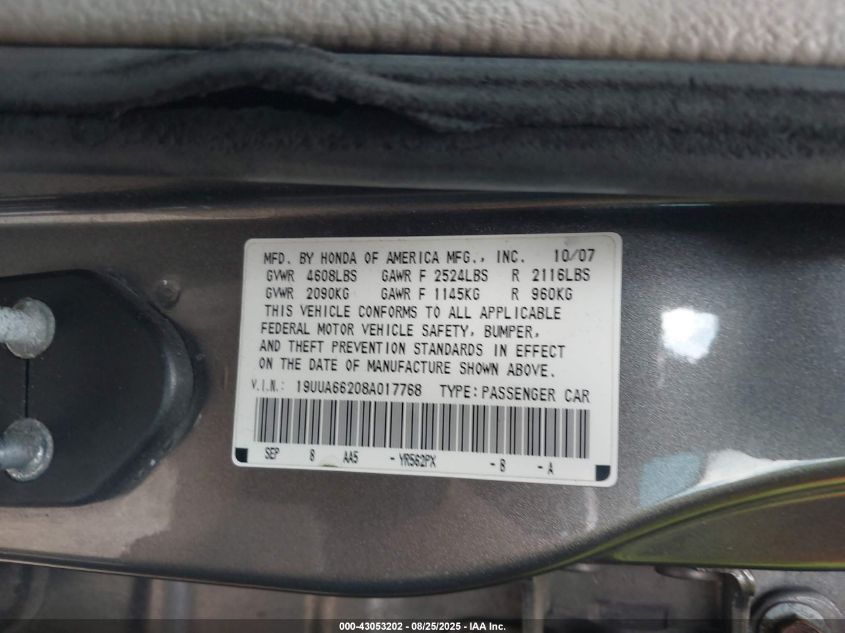 MFD. BY HONDA OF AMERICA MFG., INC. 10/07
GVWR 4608LBS GAWR F 2524LBS R 2116LBS
GVWR 2090KG GAWR F 1145KG R 960KG
THIS VEHICLE CONFORMS TO ALL APPLICABLE
FEDERAL MOTOR VEHICLE SAFETY, BUMPER,
AND THEFT PREVENTION STANDARDS IN EFFECT
ON THE DATE OF MANUFACTURE SHOWN ABOVE.
V.I.N.: 19UUA66208A017768 TYPE: PASSENGER CAR
SEP 8 AA5 - YR562PX - B - A
000-43053202 - 08/25/2025 - IAA Inc.